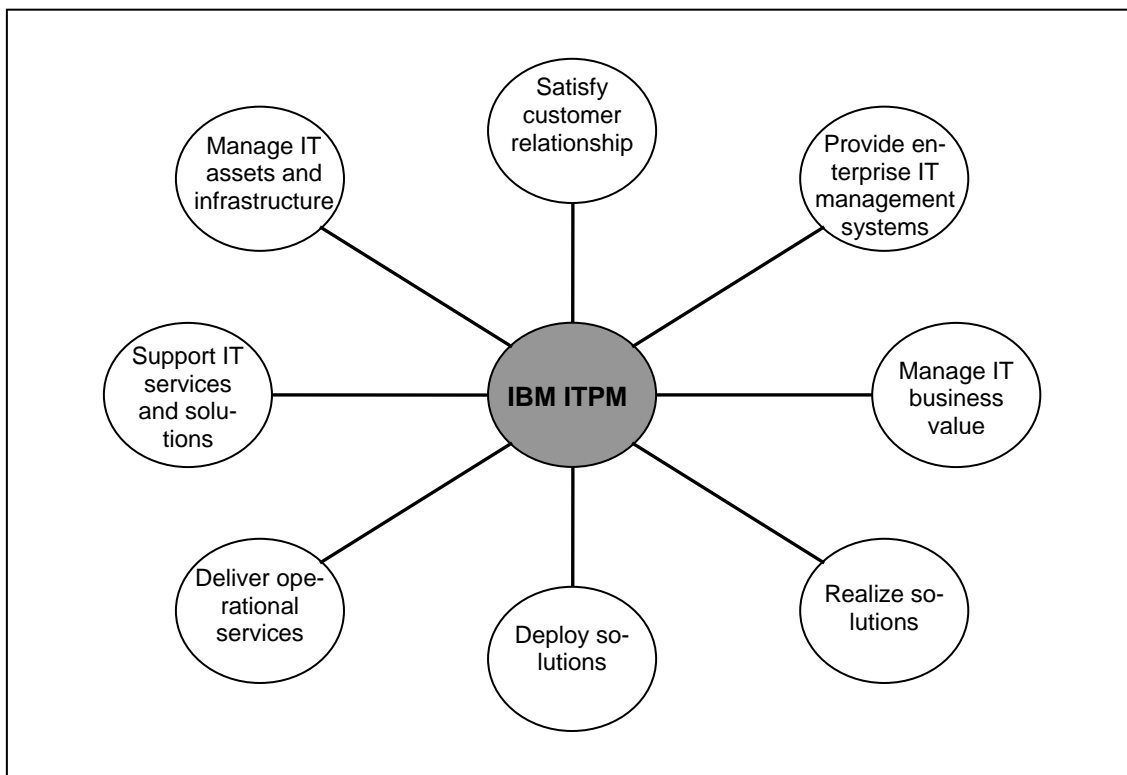 Satisfy
customer
relationship
Provide en-
terprise IT
management
systems
Manage IT
business
value
Realize so-
lutions
Deploy so-
lutions
Deliver ope-
rational
services
Support IT
services
and solu-
tions
Manage IT
assets and
infrastructure
IBM ITPM